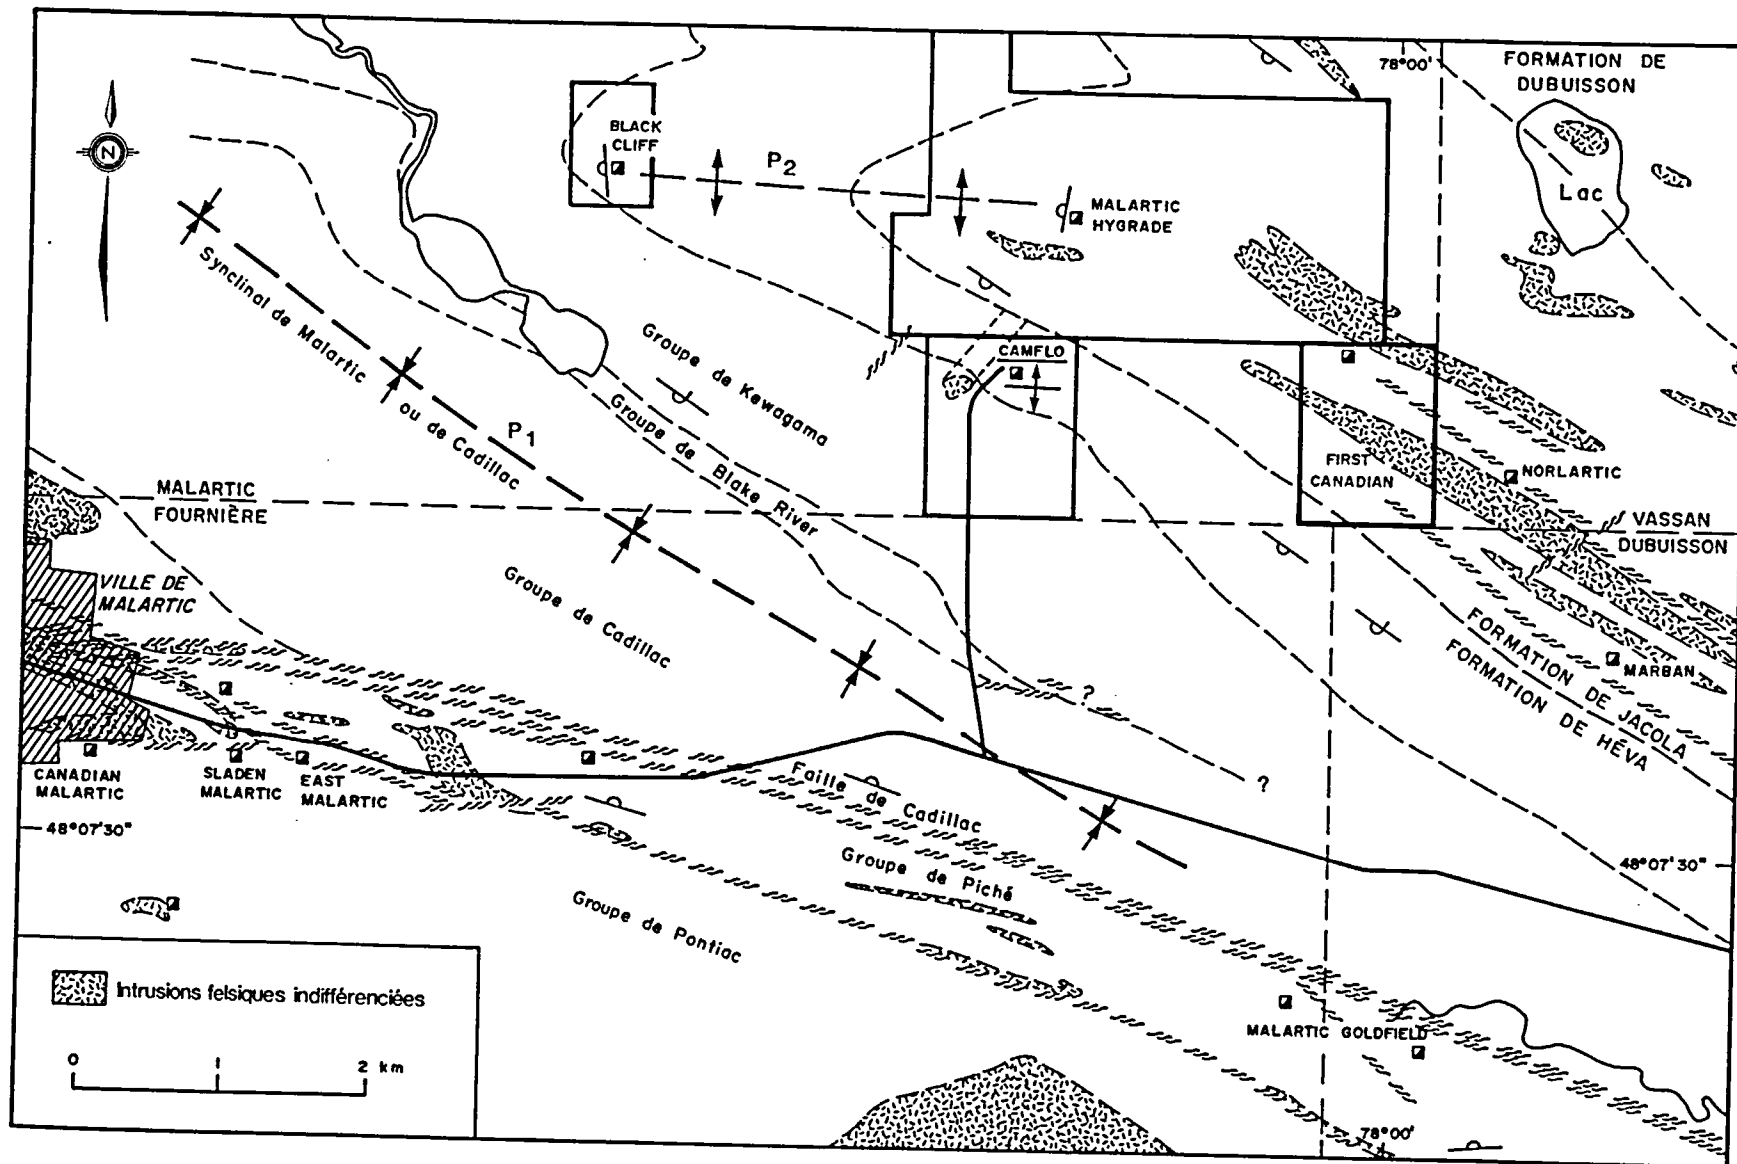 FORMATION DE
DUBUISSON
78°00'
N
BLACK
CLIFF
P2
MALARTIC
HYGRADE
Lac
Synclinal de Malartic
ou de Cadillac
P1
Groupe de Kewagama
Groupe de Blake River
CAMFLO
FIRST
CANADIAN
NORLARTIC
MALARTIC
FOURNIÈRE
VASSAN
DUBUISSON
VILLE DE
MALARTIC
Groupe de Cadillac
FORMATION DE JACOLA
FORMATION DE HÉVA
MARBAN
?
?
CANADIAN
MALARTIC
SLADEN
MALARTIC
EAST
MALARTIC
Faille de Cadillac
48°07'30"
48°07'30"
Groupe de Piché
Groupe de Pontiac
MALARTIC GOLDFIELD
78°00'
Intrusions felsiques indifférenciées
0 1 2 km